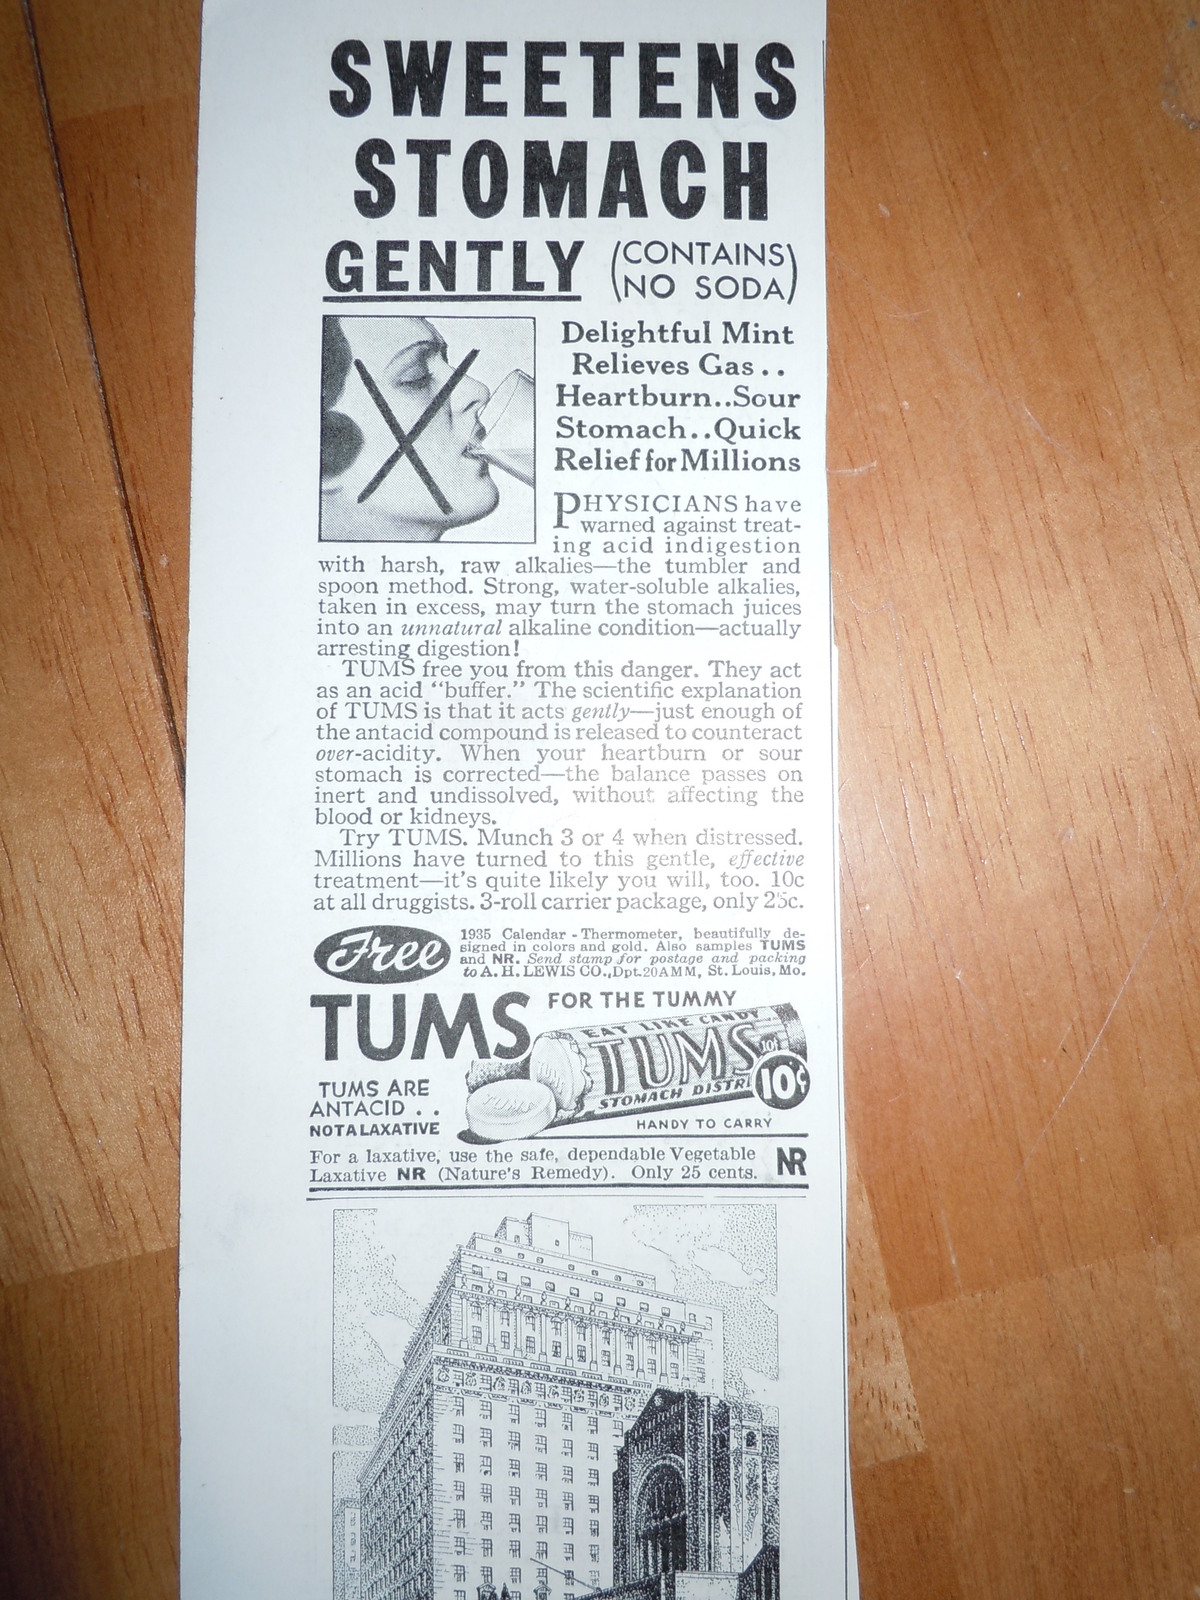 SWEETENS
STOMACH
GENTLY (CONTAINS NO SODA)
Delightful Mint
Relieves Gas . .
Heartburn..Sour
Stomach..Quick
Relief for Millions
PHYSICIANS have
warned against treat-
ing acid indigestion
with harsh, raw alkalies—the tumbler and
spoon method. Strong, water-soluble alkalies,
taken in excess, may turn the stomach juices
into an unnatural alkaline condition—actually
arresting digestion!
TUMS free you from this danger. They act
as an acid “buffer.” The scientific explanation
of TUMS is that it acts gently—just enough of
the antacid compound is released to counteract
over-acidity. When your heartburn or sour
stomach is corrected—the balance passes on
inert and undissolved, without affecting the
blood or kidneys.
Try TUMS. Munch 3 or 4 when distressed.
Millions have turned to this gentle, effective
treatment—it's quite likely you will, too. 10c
at all druggists. 3-roll carrier package, only 25c.
Free
1935 Calendar - Thermometer, beautifully de-
signed in colors and gold. Also samples TUMS
and NR. Send stamp for postage and packing
to A. H. LEWIS CO., Dpt. 20AMM, St. Louis, Mo.
TUMS FOR THE TUMMY
EAT LIKE CANDY
TUMS 10¢
STOMACH DISTR
10¢
TUMS
TUMS ARE
ANTACID . .
NOT A LAXATIVE
HANDY TO CARRY
For a laxative, use the safe, dependable Vegetable
Laxative NR (Nature's Remedy). Only 25 cents.
NR